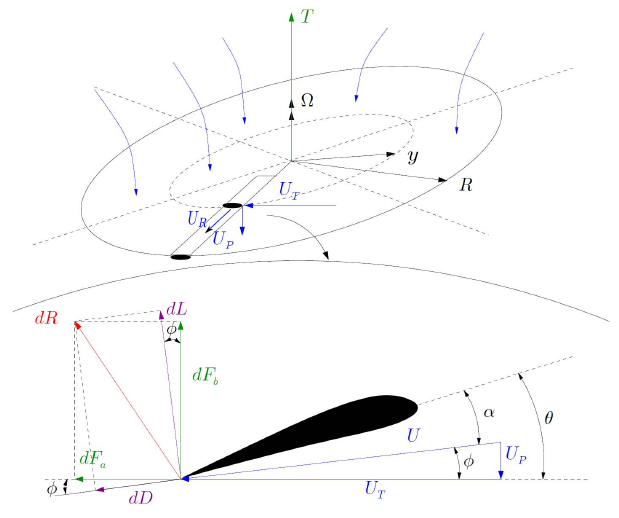 T
Ω
y
R
U_T
U_R
U_P
dL
dR
ϕ
dF_b
α
θ
U
dF_a
ϕ
U_P
ϕ
dD
U_T